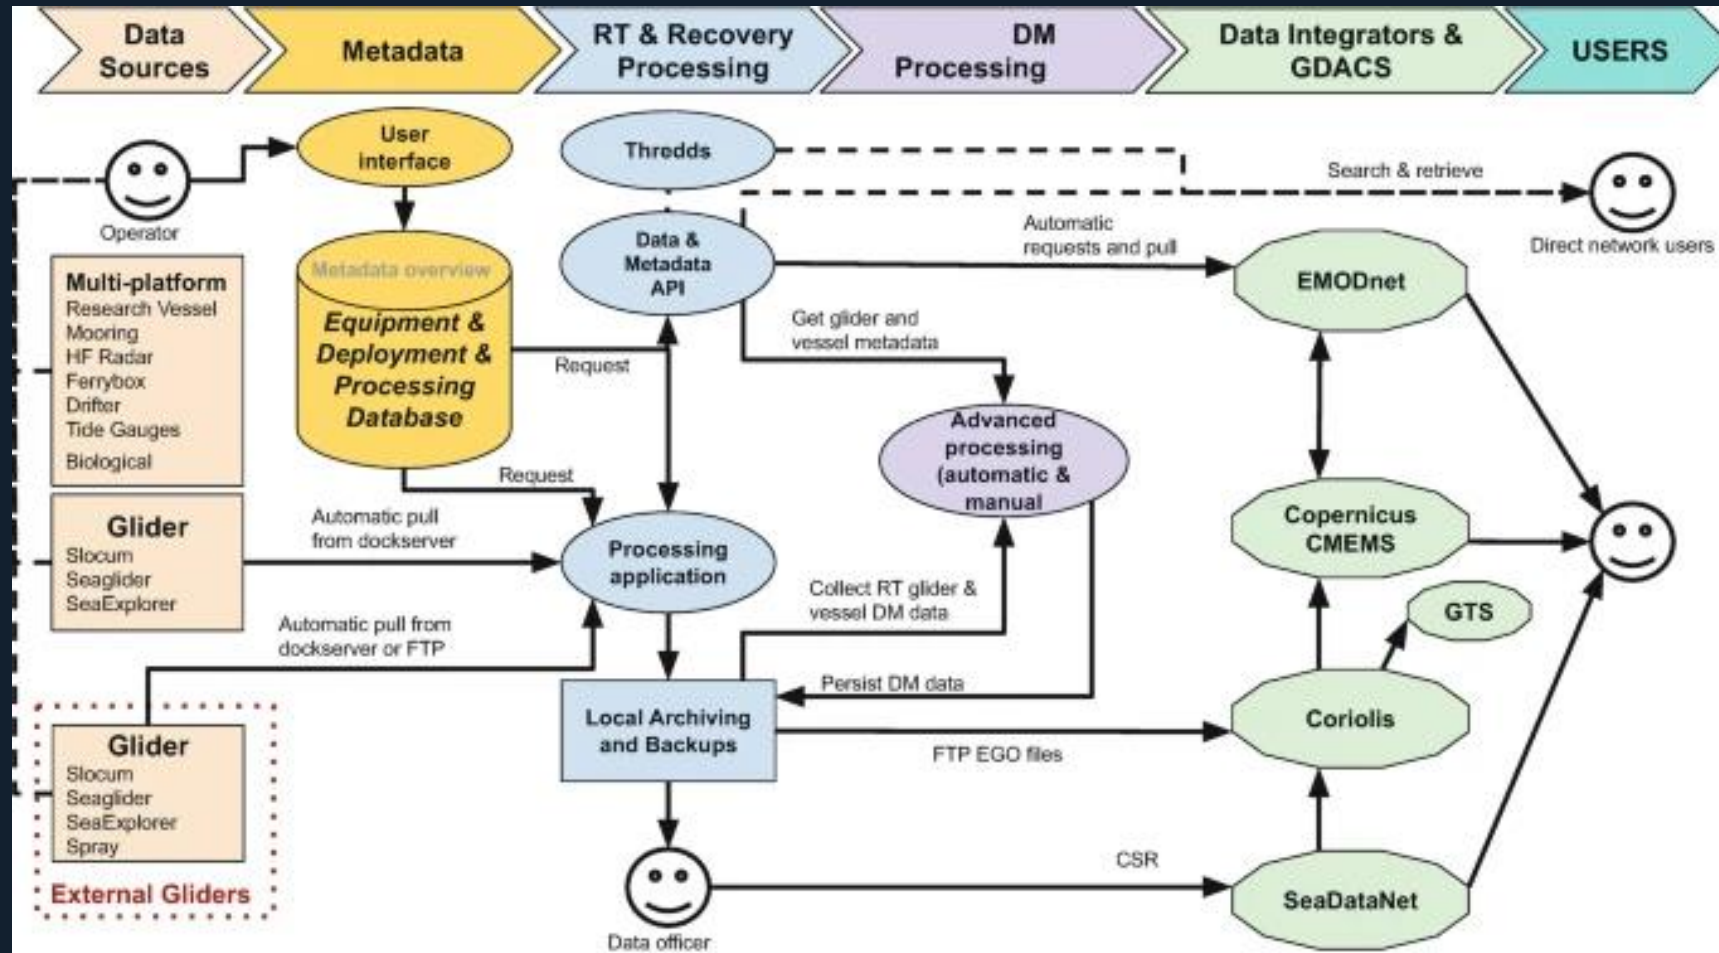 Data
Sources
Metadata
RT & Recovery
Processing
DM
Processing
Data Integrators &
GDACS
USERS
Operator
User
interface
Metadata overview
Equipment &
Deployment &
Processing
Database
Multi-platform
Research Vessel
Mooring
HF Radar
Ferrybox
Drifter
Tide Gauges
Biological
Glider
Slocum
Seaglider
SeaExplorer
Glider
Slocum
Seaglider
SeaExplorer
Spray
External Gliders
Request
Request
Automatic pull
from dockserver
Automatic pull from
dockserver or FTP
Thredds
Data &
Metadata
API
Processing
application
Local Archiving
and Backups
Data officer
Get glider and
vessel metadata
Advanced
processing
(automatic &
manual
Collect RT glider &
vessel DM data
Persist DM data
FTP EGO files
CSR
Automatic
requests and pull
Search & retrieve
EMODnet
Copernicus
CMEMS
GTS
Coriolis
SeaDataNet
Direct network users